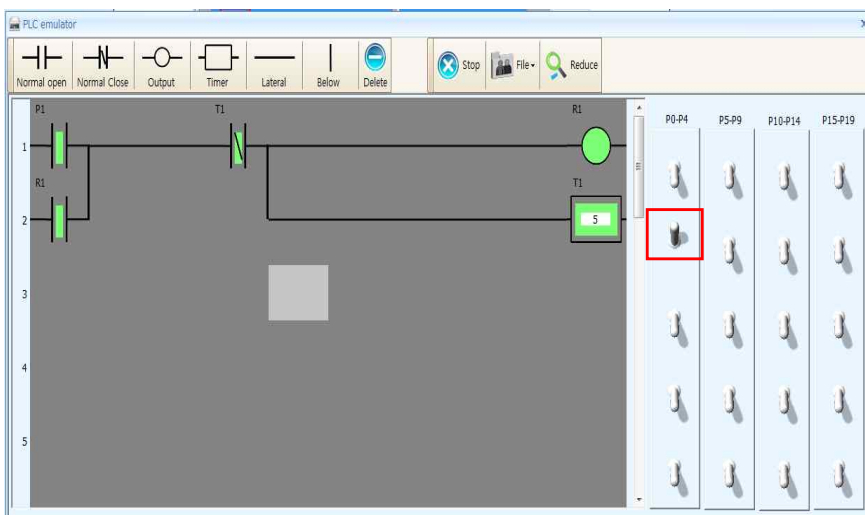 PLC emulator
Normal open Normal Close Output Timer Lateral Below Delete Stop File Reduce
P1 T1 R1
1
R1 T1
2 5
3
4
5
P0-P4 P5-P9 P10-P14 P15-P19